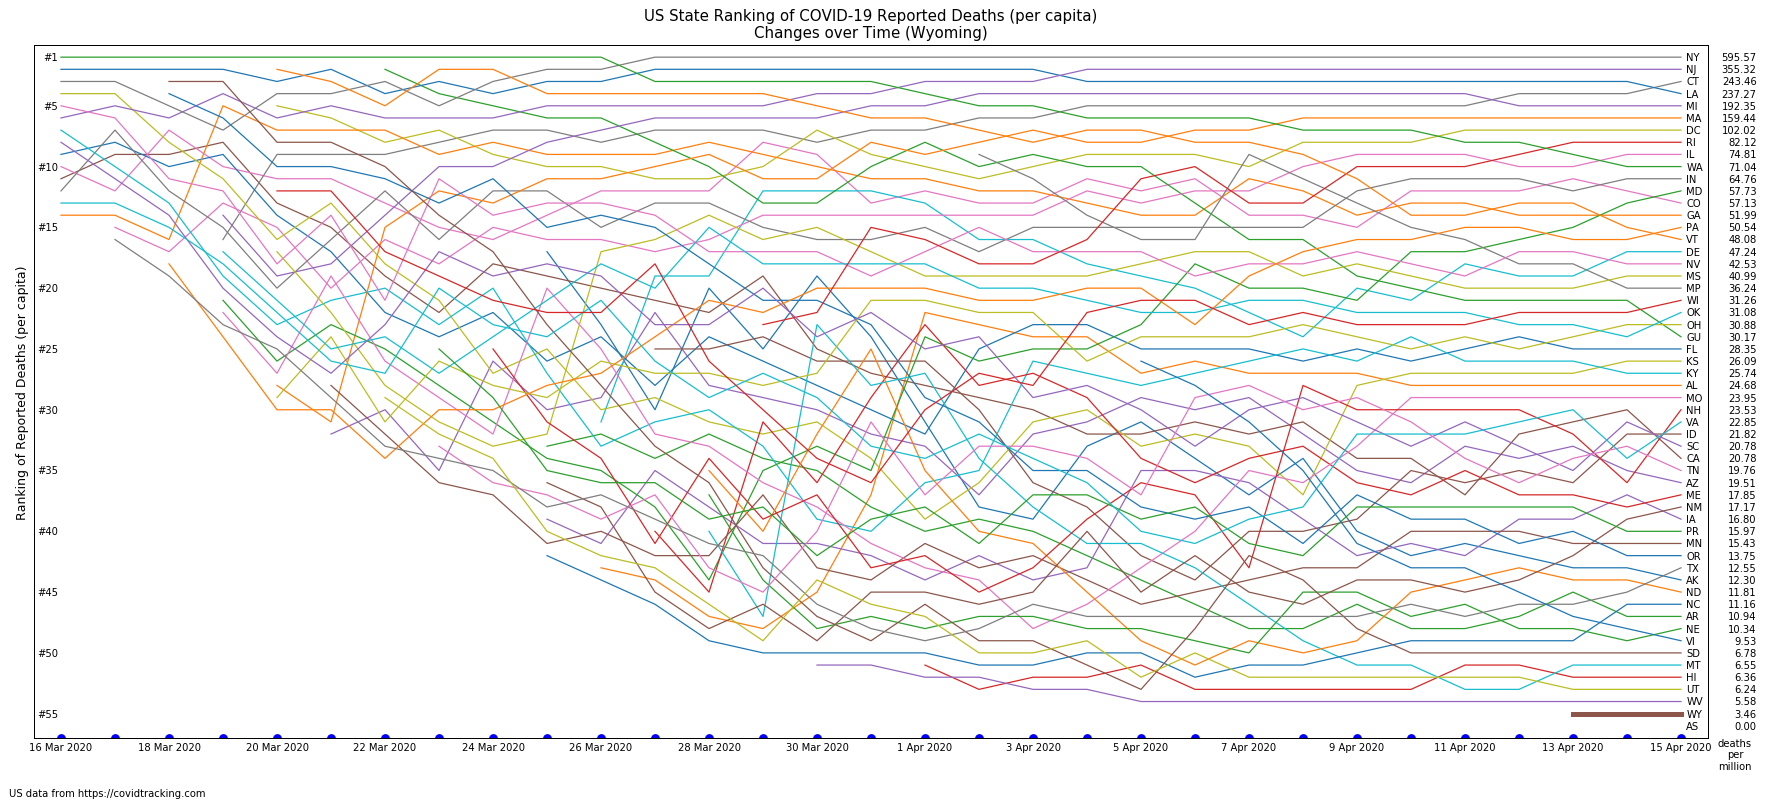 US State Ranking of COVID-19 Reported Deaths (per capita)
Changes over Time (Wyoming)
Ranking of Reported Deaths (per capita)
#1
#5
#10
#15
#20
#25
#30
#35
#40
#45
#50
#55
NY 595.57
NJ 355.32
CT 243.46
LA 237.27
MI 192.35
MA 159.44
DC 102.02
RI 82.12
IL 74.81
WA 71.04
IN 64.76
MD 57.73
CO 57.13
GA 51.99
PA 50.54
VT 48.08
DE 47.24
NV 42.53
MS 40.99
MP 36.24
WI 31.26
OK 31.08
OH 30.88
GU 30.17
FL 28.35
KS 26.09
KY 25.74
AL 24.68
MO 23.95
NH 23.53
VA 22.85
ID 21.82
SC 20.78
CA 20.78
TN 19.76
AZ 19.51
ME 17.85
NM 17.17
IA 16.80
PR 15.97
MN 15.43
OR 13.75
TX 12.55
AK 12.30
ND 11.81
NC 11.16
AR 10.94
NE 10.34
VI 9.53
SD 6.78
MT 6.55
HI 6.36
UT 6.24
WV 5.58
WY 3.46
AS 0.00
16 Mar 2020 18 Mar 2020 20 Mar 2020 22 Mar 2020 24 Mar 2020 26 Mar 2020 28 Mar 2020 30 Mar 2020 1 Apr 2020 3 Apr 2020 5 Apr 2020 7 Apr 2020 9 Apr 2020 11 Apr 2020 13 Apr 2020 15 Apr 2020
deaths
per
million
US data from https://covidtracking.com